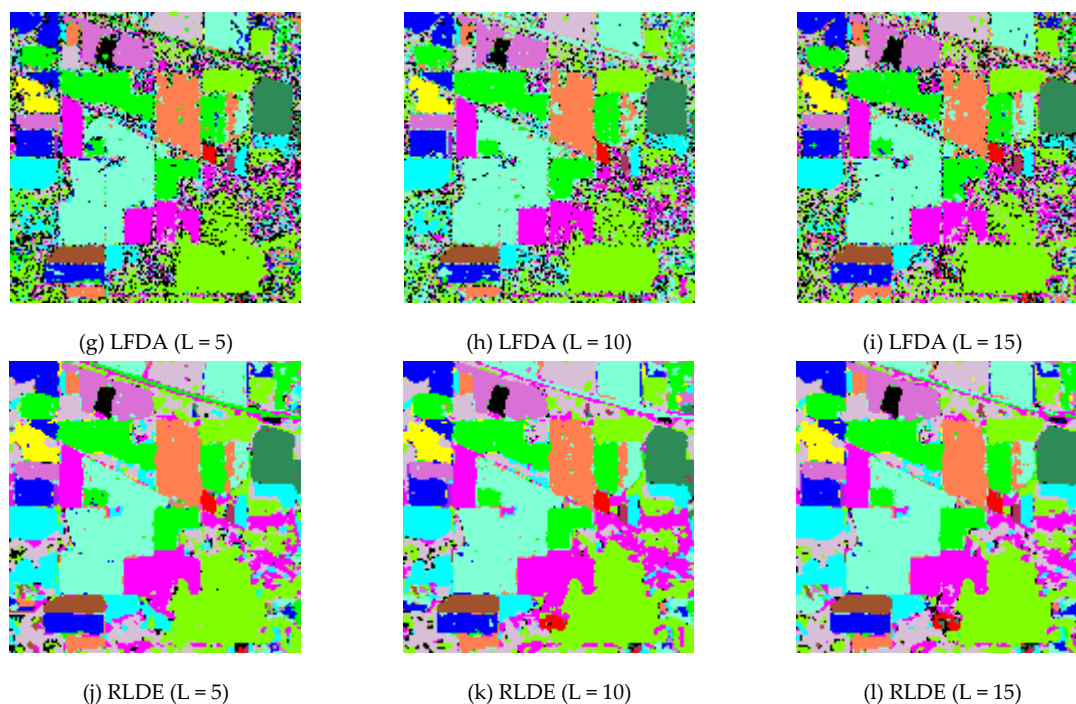 (g) LFDA (L = 5)
(h) LFDA (L = 10)
(i) LFDA (L = 15)
(j) RLDE (L = 5)
(k) RLDE (L = 10)
(l) RLDE (L = 15)